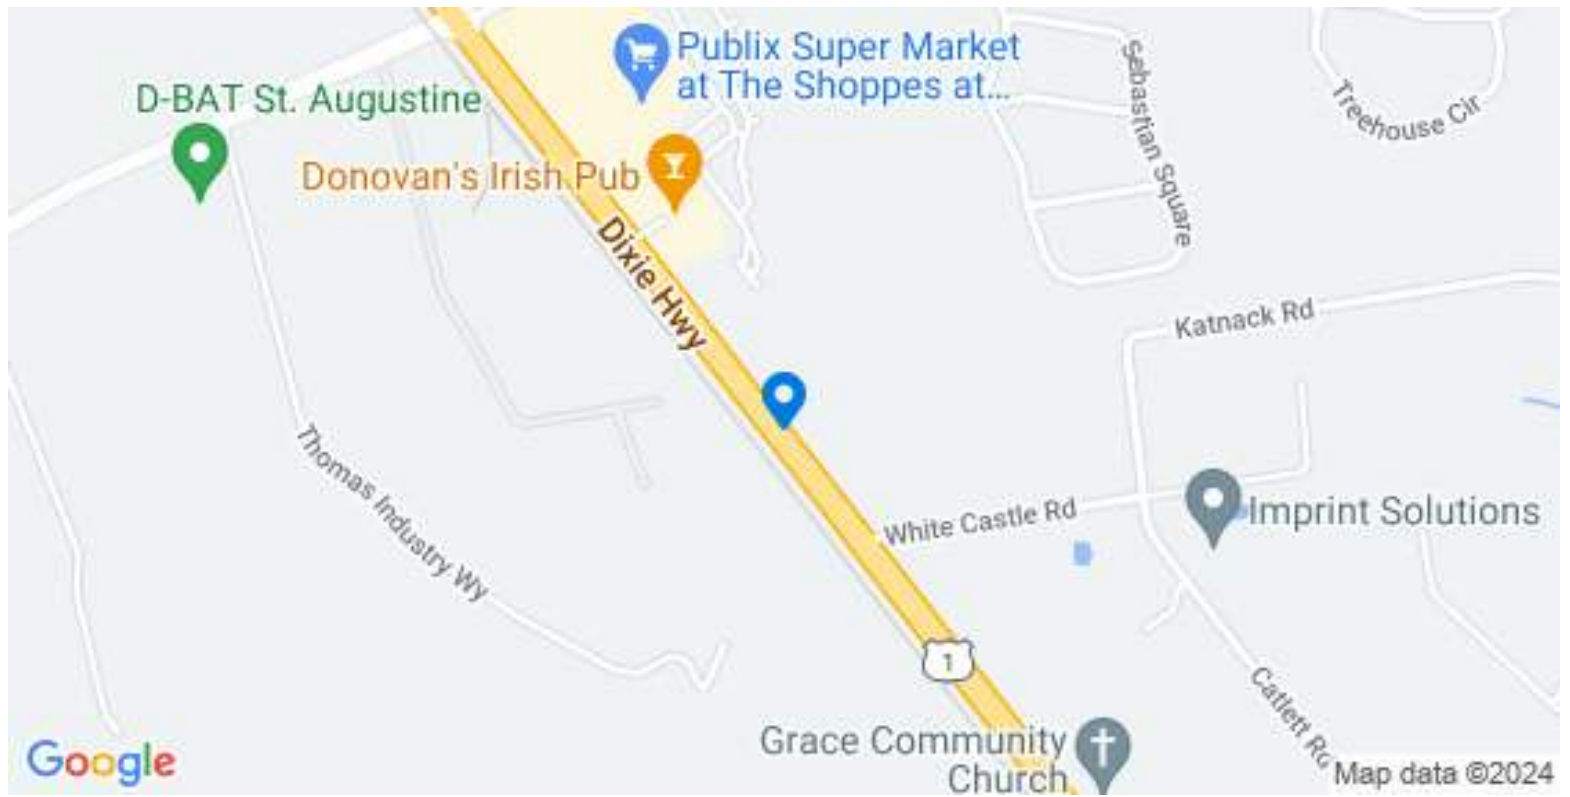 Publix Super Market
at The Shoppes at...
D-BAT St. Augustine
Donovan's Irish Pub
Dixie Hwy
Sebastian Square
Treehouse Cir
Katnack Rd
Thomas Industry Wy
White Castle Rd
Imprint Solutions
1
Catlett Rd
Grace Community
Church
Google
Map data ©2024